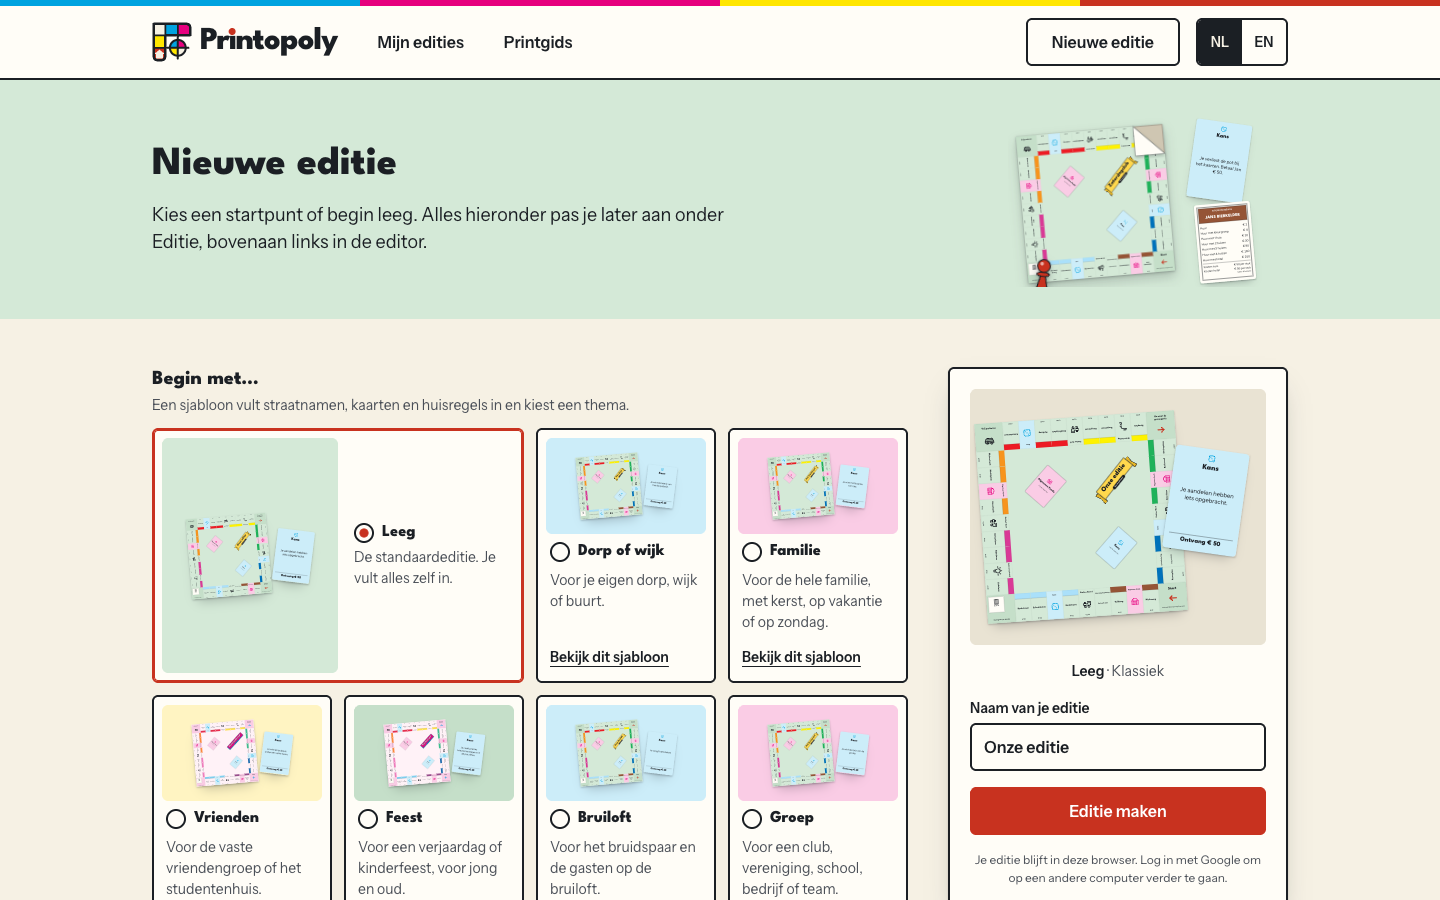 Printopoly
Mijn edities
Printgids
Nieuwe editie
NL
EN
Nieuwe editie
Kies een startpunt of begin leeg. Alles hieronder pas je later aan onder
Editie, bovenaan links in de editor.
Kans
Begin met...
Een sjabloon vult straatnamen, kaarten en huisregels in en kiest een thema.
Leeg
De standaardeditie. Je
vult alles zelf in.
Dorp of wijk
Voor je eigen dorp, wijk
of buurt.
Bekijk dit sjabloon
Familie
Voor de hele familie,
met kerst, op vakantie
of op zondag.
Bekijk dit sjabloon
Vrienden
Voor de vaste
vriendengroep of het
studentenhuis.
Feest
Voor een verjaardag of
kinderfeest, voor jong
en oud.
Bruiloft
Voor het bruidspaar en
de gasten op de
bruiloft.
Groep
Voor een club,
vereniging, school,
bedrijf of team.
Onze editie
Kans
Je aandelen hebben
iets opgebracht.
Ontvang € 50
Leeg · Klassiek
Naam van je editie
Onze editie
Editie maken
Je editie blijft in deze browser. Log in met Google om
op een andere computer verder te gaan.